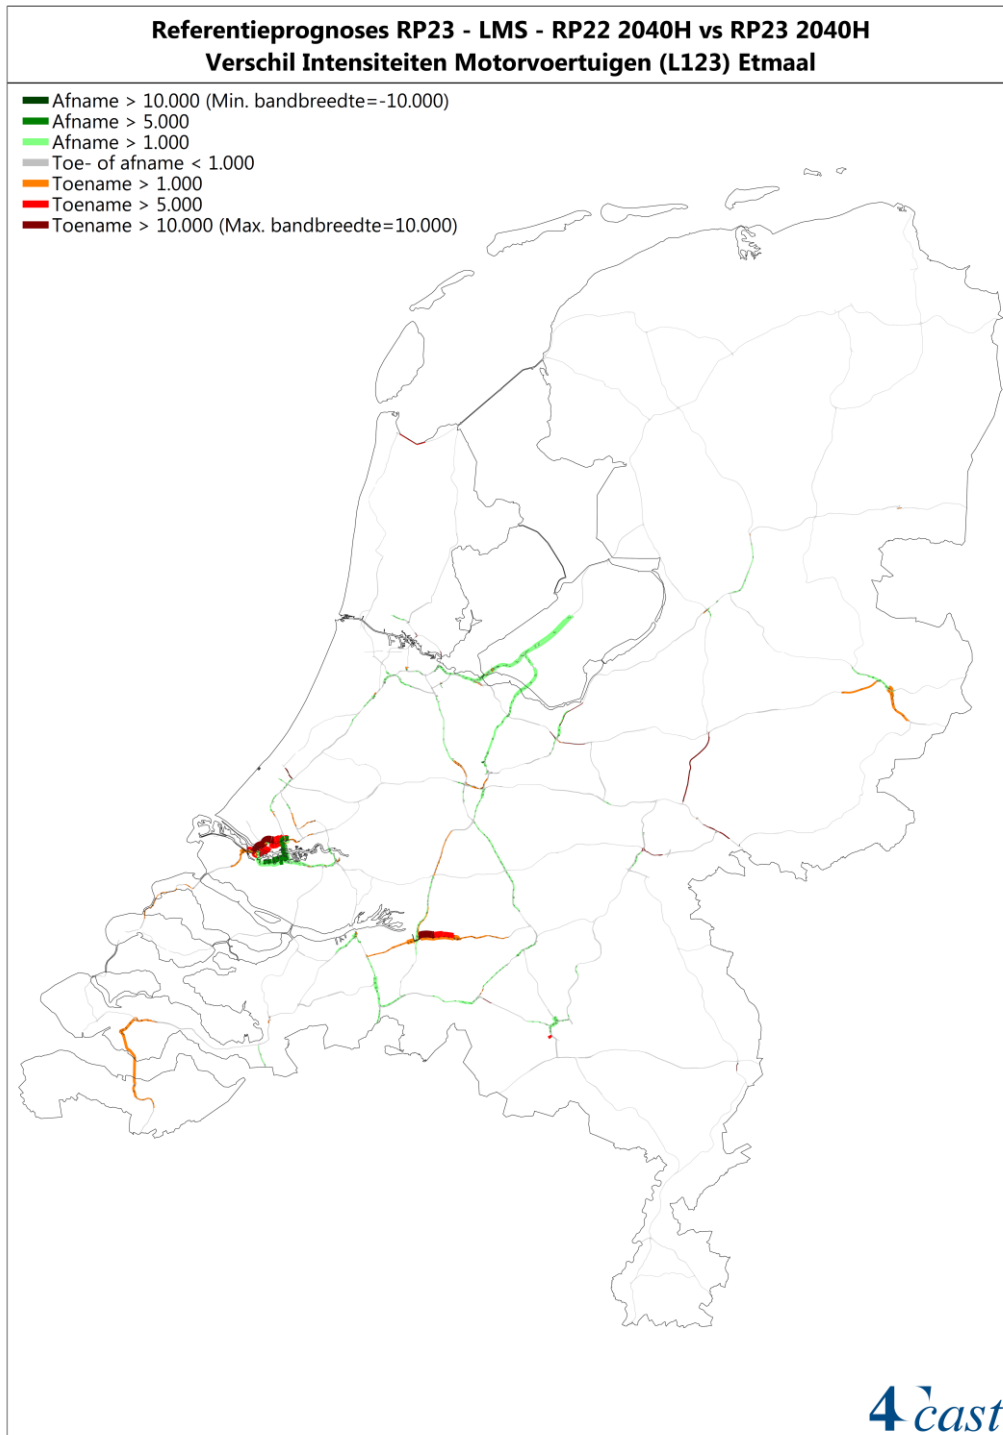 Referentieprognoses RP23 - LMS - RP22 2040H vs RP23 2040H
Verschil Intensiteiten Motorvoertuigen (L123) Etmaal
Afname > 10.000 (Min. bandbreedte=-10.000)
Afname > 5.000
Afname > 1.000
Toe- of afname < 1.000
Toename > 1.000
Toename > 5.000
Toename > 10.000 (Max. bandbreedte=10.000)
4cast